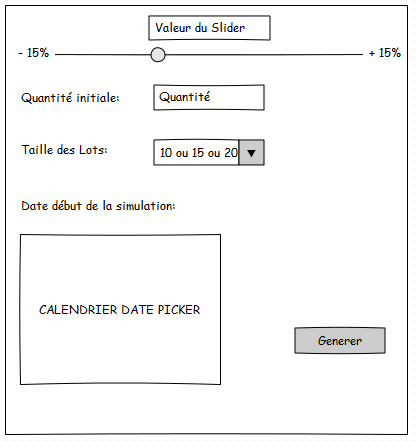 Valeur du Slider
- 15% + 15%
Quantité initiale: Quantité
Taille des Lots: 10 ou 15 ou 20
Date début de la simulation:
CALENDRIER DATE PICKER
Generer